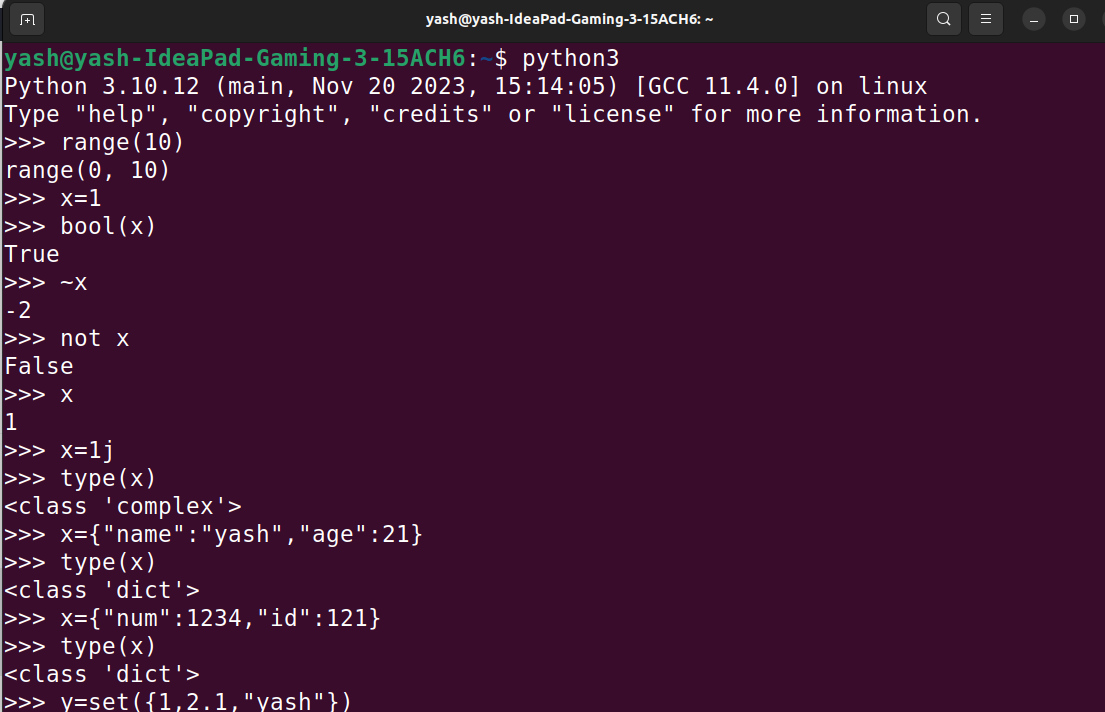 yash@yash-IdeaPad-Gaming-3-15ACH6: ~
yash@yash-IdeaPad-Gaming-3-15ACH6:~$ python3
Python 3.10.12 (main, Nov 20 2023, 15:14:05) [GCC 11.4.0] on linux
Type "help", "copyright", "credits" or "license" for more information.
>>> range(10)
range(0, 10)
>>> x=1
>>> bool(x)
True
>>> ~x
-2
>>> not x
False
>>> x
1
>>> x=1j
>>> type(x)
<class 'complex'>
>>> x={"name":"yash","age":21}
>>> type(x)
<class 'dict'>
>>> x={"num":1234,"id":121}
>>> type(x)
<class 'dict'>
>>> y=set({1,2.1,"yash"})